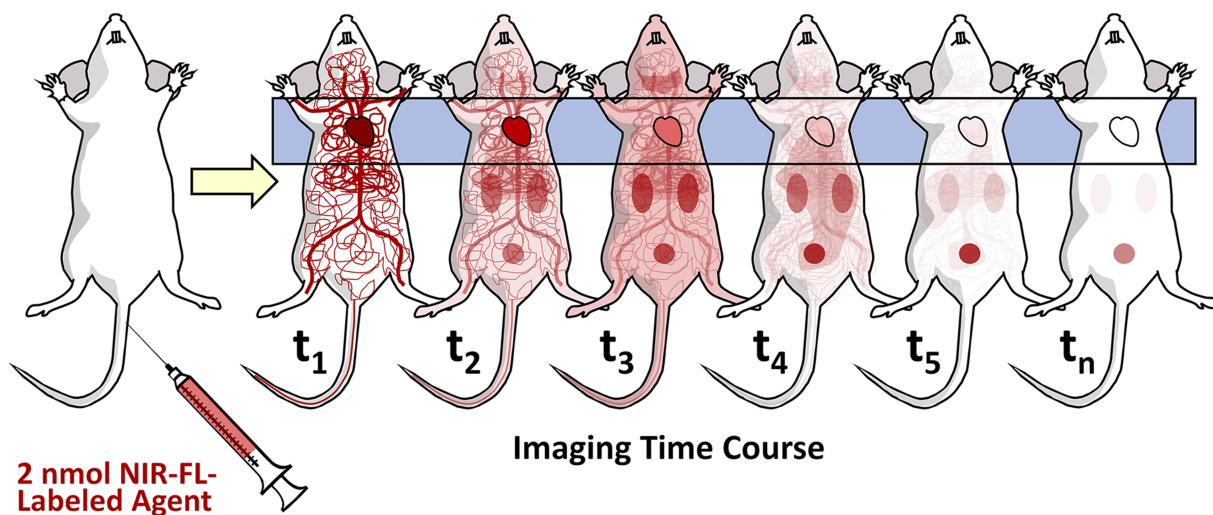 t₁ t₂ t₃ t₄ t₅ tₙ
Imaging Time Course
2 nmol NIR-FL-
Labeled Agent